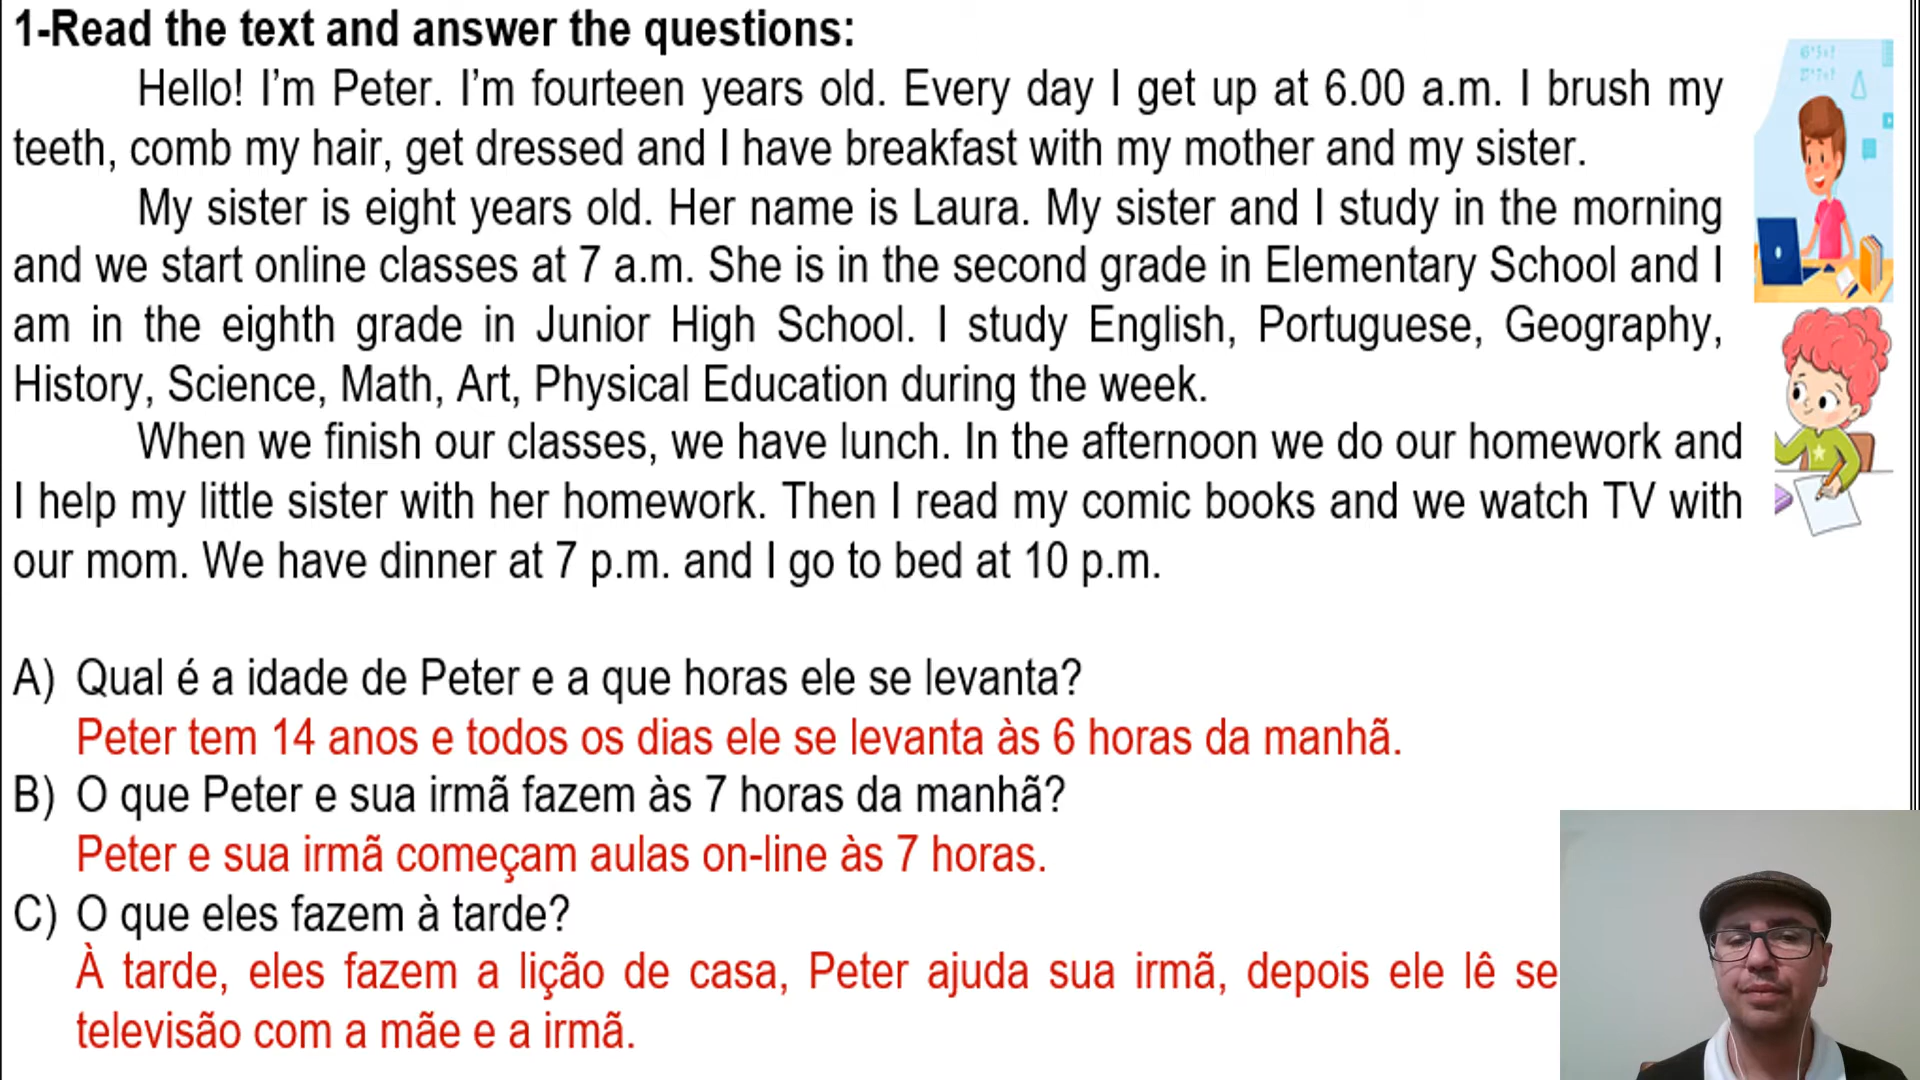 1-Read the text and answer the questions:
Hello! I’m Peter. I’m fourteen years old. Every day I get up at 6.00 a.m. I brush my
teeth, comb my hair, get dressed and I have breakfast with my mother and my sister.
My sister is eight years old. Her name is Laura. My sister and I study in the morning
and we start online classes at 7 a.m. She is in the second grade in Elementary School and I
am in the eighth grade in Junior High School. I study English, Portuguese, Geography,
History, Science, Math, Art, Physical Education during the week.
When we finish our classes, we have lunch. In the afternoon we do our homework and
I help my little sister with her homework. Then I read my comic books and we watch TV with
our mom. We have dinner at 7 p.m. and I go to bed at 10 p.m.
A) Qual é a idade de Peter e a que horas ele se levanta?
Peter tem 14 anos e todos os dias ele se levanta às 6 horas da manhã.
B) O que Peter e sua irmã fazem às 7 horas da manhã?
Peter e sua irmã começam aulas on-line às 7 horas.
C) O que eles fazem à tarde?
À tarde, eles fazem a lição de casa, Peter ajuda sua irmã, depois ele lê se
televisão com a mãe e a irmã.